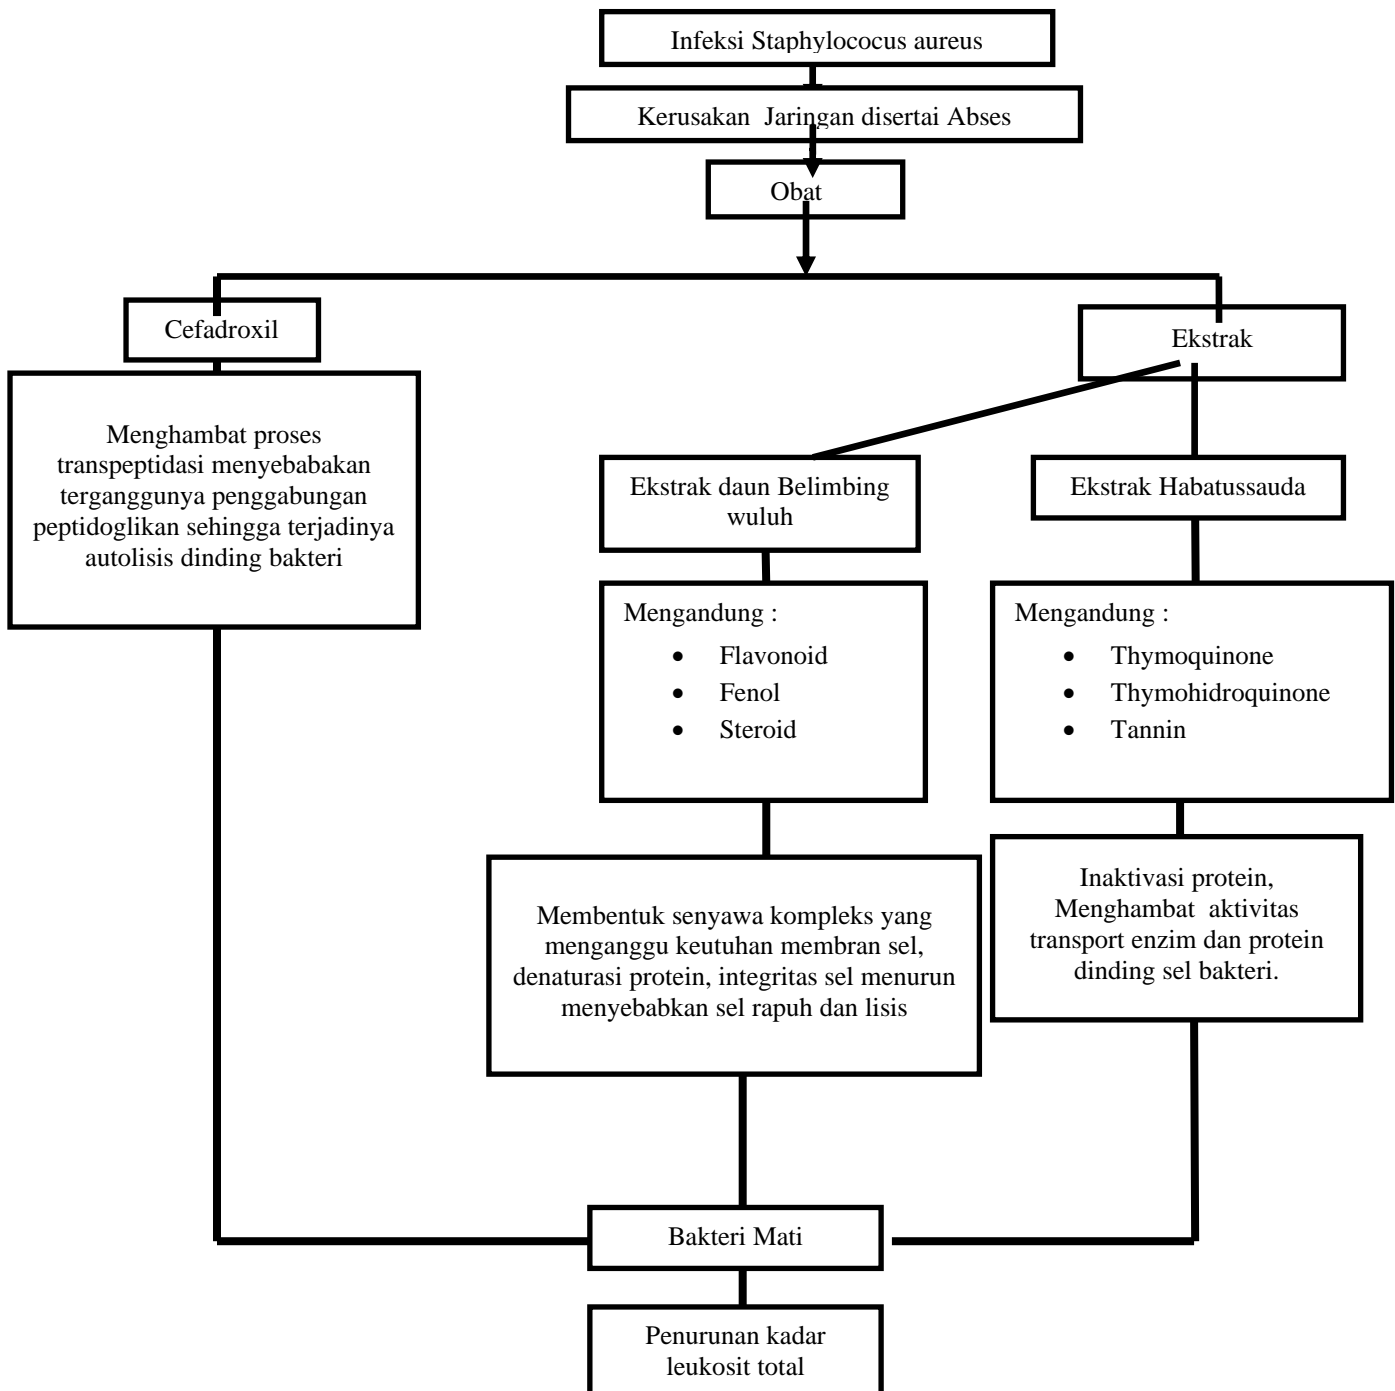 Infeksi Staphylococus aureus
Kerusakan Jaringan disertai Abses
Obat
Cefadroxil
Ekstrak
Menghambat proses
transpeptidasi menyebabakan
terganggunya penggabungan
peptidoglikan sehingga terjadinya
autolisis dinding bakteri
Ekstrak daun Belimbing
wuluh
Ekstrak Habatussauda
Mengandung :
• Flavonoid
• Fenol
• Steroid
Mengandung :
• Thymoquinone
• Thymohidroquinone
• Tannin
Membentuk senyawa kompleks yang
menganggu keutuhan membran sel,
denaturasi protein, integritas sel menurun
menyebabkan sel rapuh dan lisis
Inaktivasi protein,
Menghambat aktivitas
transport enzim dan protein
dinding sel bakteri.
Bakteri Mati
Penurunan kadar
leukosit total